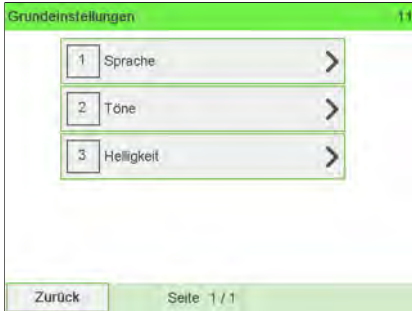 Grundeinstellungen 11
1 Sprache
2 Töne
3 Helligkeit
Zurück Seite 1 / 1